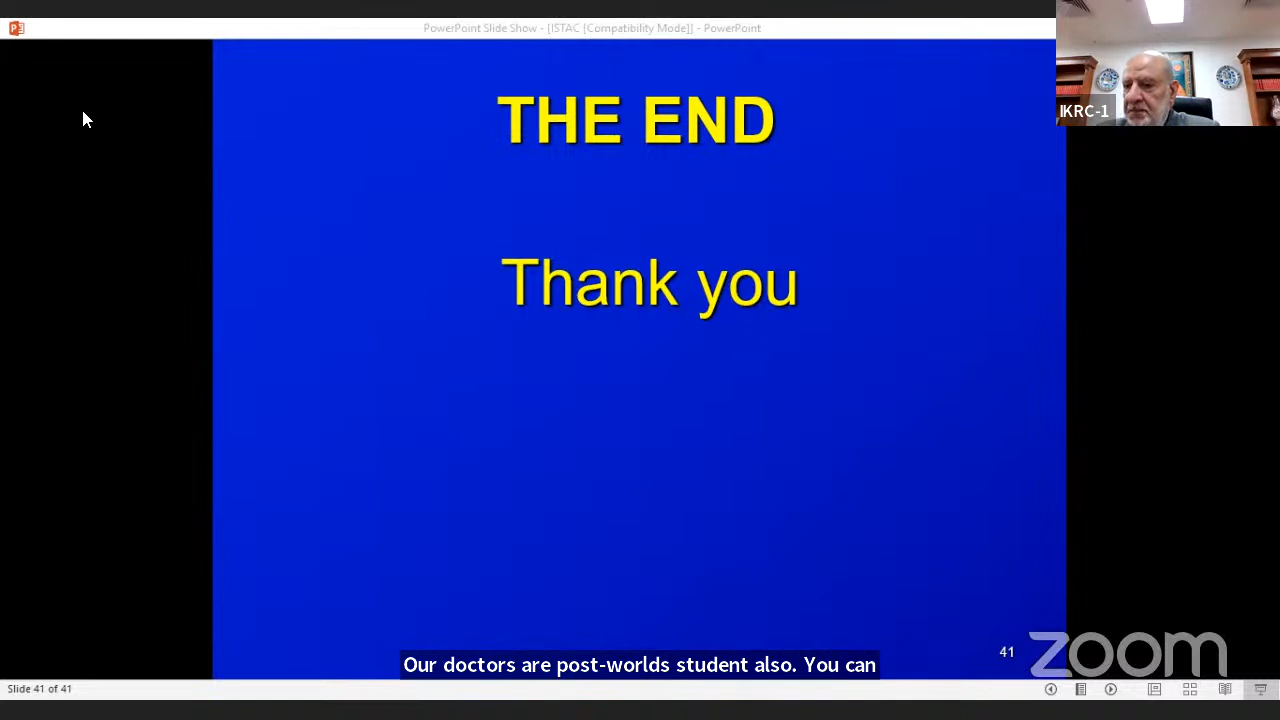 PowerPoint Slide Show - [ISTAC [Compatibility Mode]] - PowerPoint
IKRC-1
THE END
Thank you
41
zoom
Our doctors are post-worlds student also. You can
Slide 41 of 41